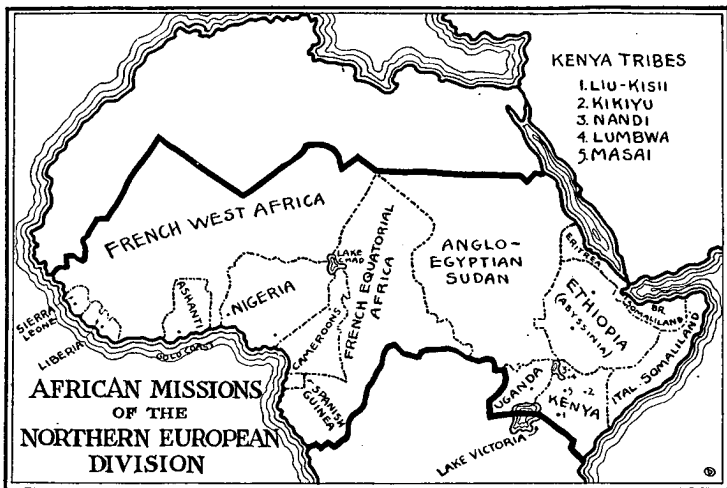 KENYA TRIBES
1. LIU-KISII
2. KIKIYU
3. NANDI
4. LUMBWA
5. MASAI
FRENCH WEST AFRICA
LAKE CHAD
FRENCH EQUATORIAL AFRICA
ANGLO-
EGYPTIAN
SUDAN
ERITREA
ETHIOPIA
(ABYSSINIA)
BR.
SOMALILAND
ITAL SOMALILAND
SIERRA
LEONE
LIBERIA
ASHANTI
GOLD COAST
NIGERIA
CAMEROONS
SPANISH
GUINEA
UGANDA
KENYA
LAKE VICTORIA
AFRICAN MISSIONS
OF THE
NORTHERN EUROPEAN
DIVISION